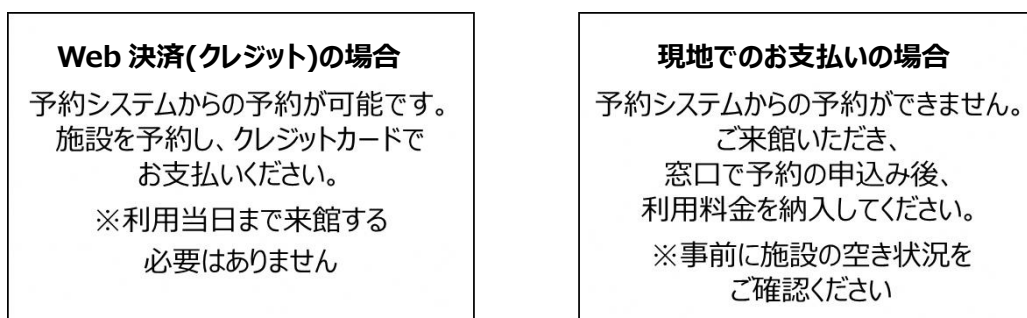 Web 決済(クレジット)の場合
予約システムからの予約が可能です。
施設を予約し、クレジットカードで
お支払いください。
※利用当日まで来館する
必要はありません
現地でのお支払いの場合
予約システムからの予約ができません。
ご来館いただき、
窓口で予約の申込み後、
利用料金を納入してください。
※事前に施設の空き状況を
ご確認ください